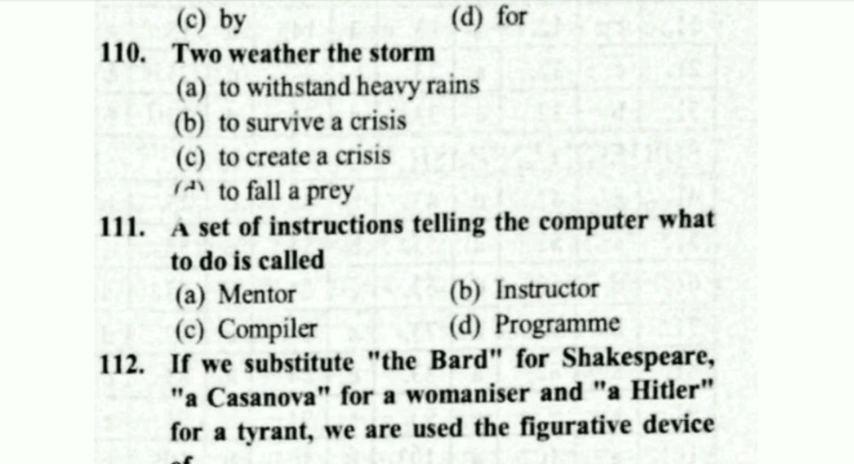 (c) by (d) for
110. Two weather the storm
(a) to withstand heavy rains
(b) to survive a crisis
(c) to create a crisis
(d) to fall a prey
111. A set of instructions telling the computer what
to do is called
(a) Mentor (b) Instructor
(c) Compiler (d) Programme
112. If we substitute "the Bard" for Shakespeare,
"a Casanova" for a womaniser and "a Hitler"
for a tyrant, we are used the figurative device